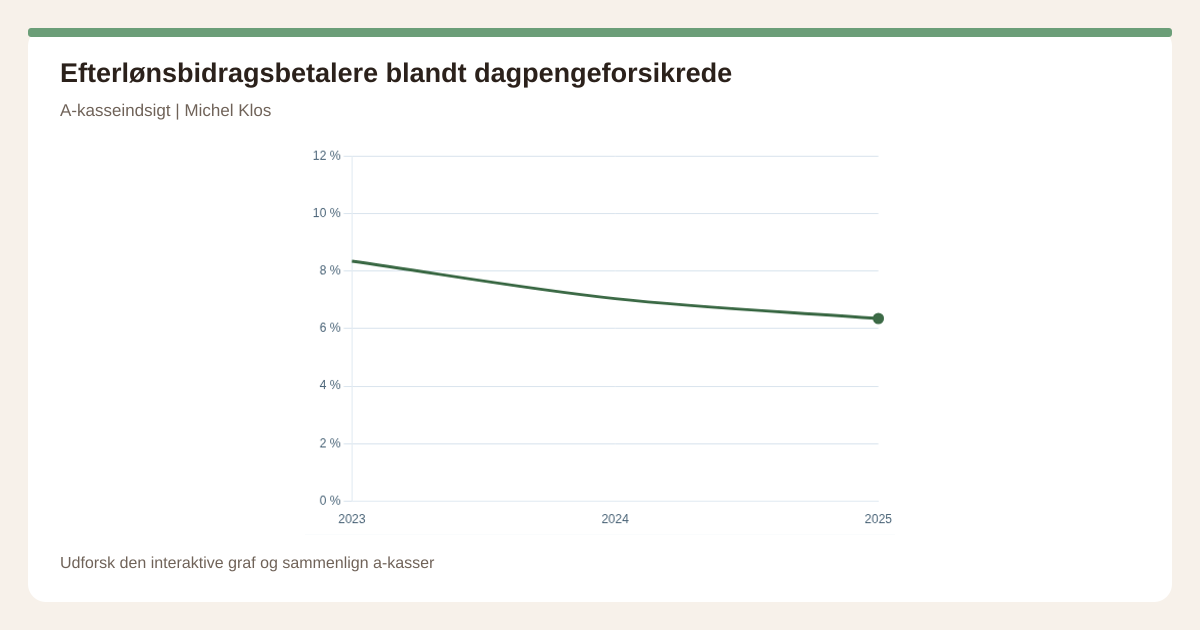 Efterlønsbidragsbetalere blandt dagpengeforsikrede
A-kasseindsigt | Michel Klos
12 %
10 %
8 %
6 %
4 %
2 %
0 %
2023 2024 2025
Udforsk den interaktive graf og sammenlign a-kasser